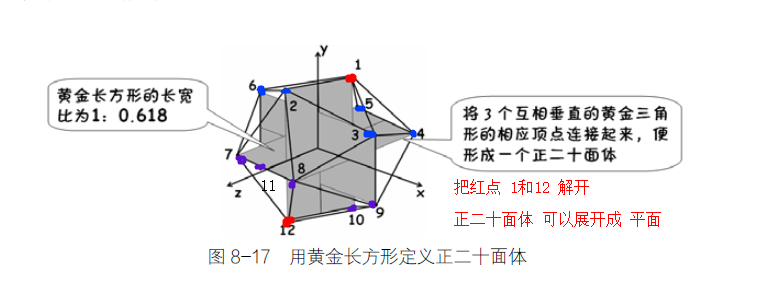 y
1
6
2
5
3
4
7
8
11
z
x
9
10
12
黄金长方形的长宽
比为1：0.618
将 3 个互相垂直的黄金三角
形的相应顶点连接起来，便
形成一个正二十面体
把红点 1和12 解开
正二十面体 可以展开成 平面
图 8-17 用黄金长方形定义正二十面体